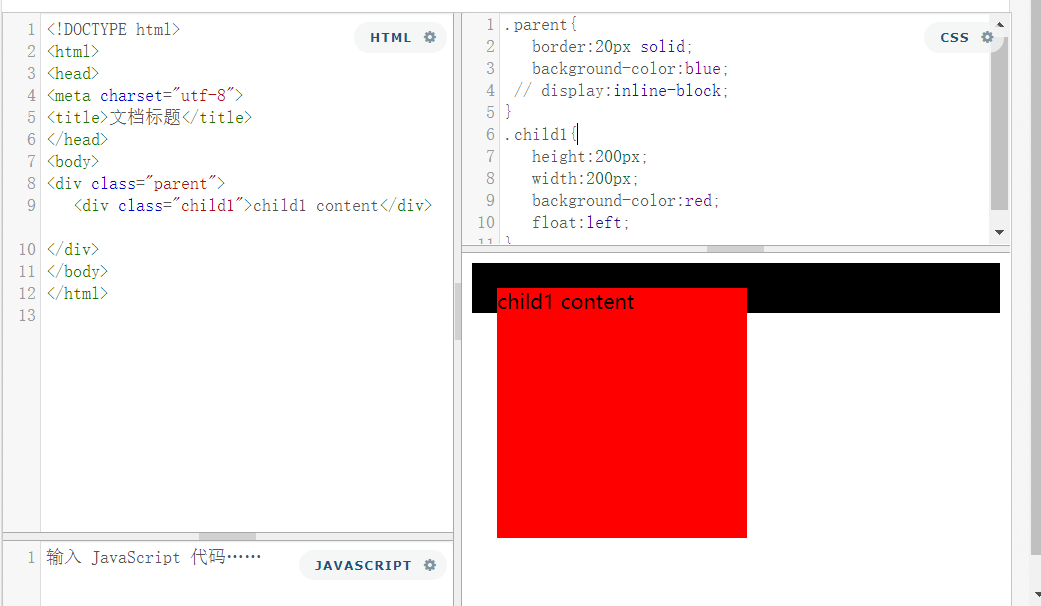 HTML
1 <!DOCTYPE html>
2 <html>
3 <head>
4 <meta charset="utf-8">
5 <title>文档标题</title>
6 </head>
7 <body>
8 <div class="parent">
9    <div class="child1">child1 content</div>
10 </div>
11 </body>
12 </html>
13
CSS
1 .parent{
2    border:20px solid;
3    background-color:blue;
4  // display:inline-block;
5 }
6 .child1{
7    height:200px;
8    width:200px;
9    background-color:red;
10    float:left;
11 }
child1 content
JAVASCRIPT
1 输入 JavaScript 代码……